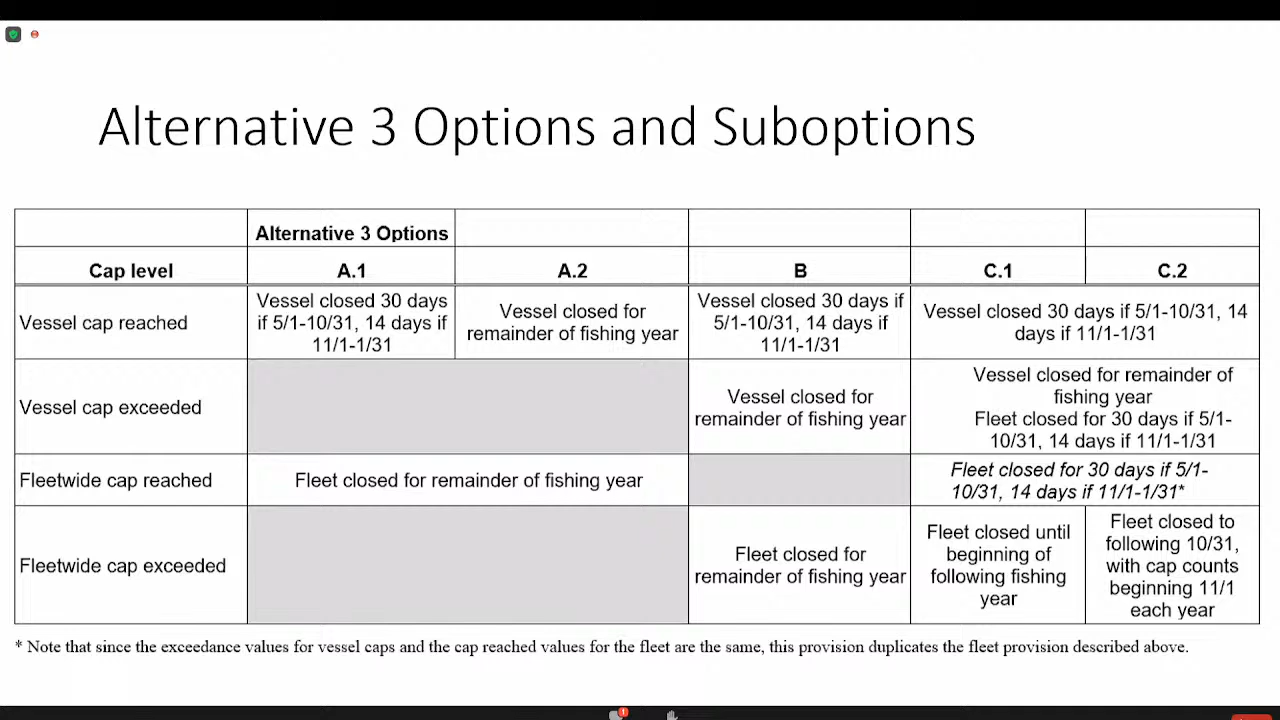 Alternative 3 Options and Suboptions
Alternative 3 Options
Cap level
A.1
A.2
B
C.1
C.2
Vessel cap reached
Vessel closed 30 days
if 5/1-10/31, 14 days if
11/1-1/31
Vessel closed for
remainder of fishing year
Vessel closed 30 days if
5/1-10/31, 14 days if
11/1-1/31
Vessel closed 30 days if 5/1-10/31, 14
days if 11/1-1/31
Vessel cap exceeded
Vessel closed for
remainder of fishing year
Vessel closed for remainder of
fishing year
Fleet closed for 30 days if 5/1-
10/31, 14 days if 11/1-1/31
Fleetwide cap reached
Fleet closed for remainder of fishing year
Fleet closed for 30 days if 5/1-
10/31, 14 days if 11/1-1/31*
Fleetwide cap exceeded
Fleet closed for
remainder of fishing year
Fleet closed until
beginning of
following fishing
year
Fleet closed to
following 10/31,
with cap counts
beginning 11/1
each year
* Note that since the exceedance values for vessel caps and the cap reached values for the fleet are the same, this provision duplicates the fleet provision described above.